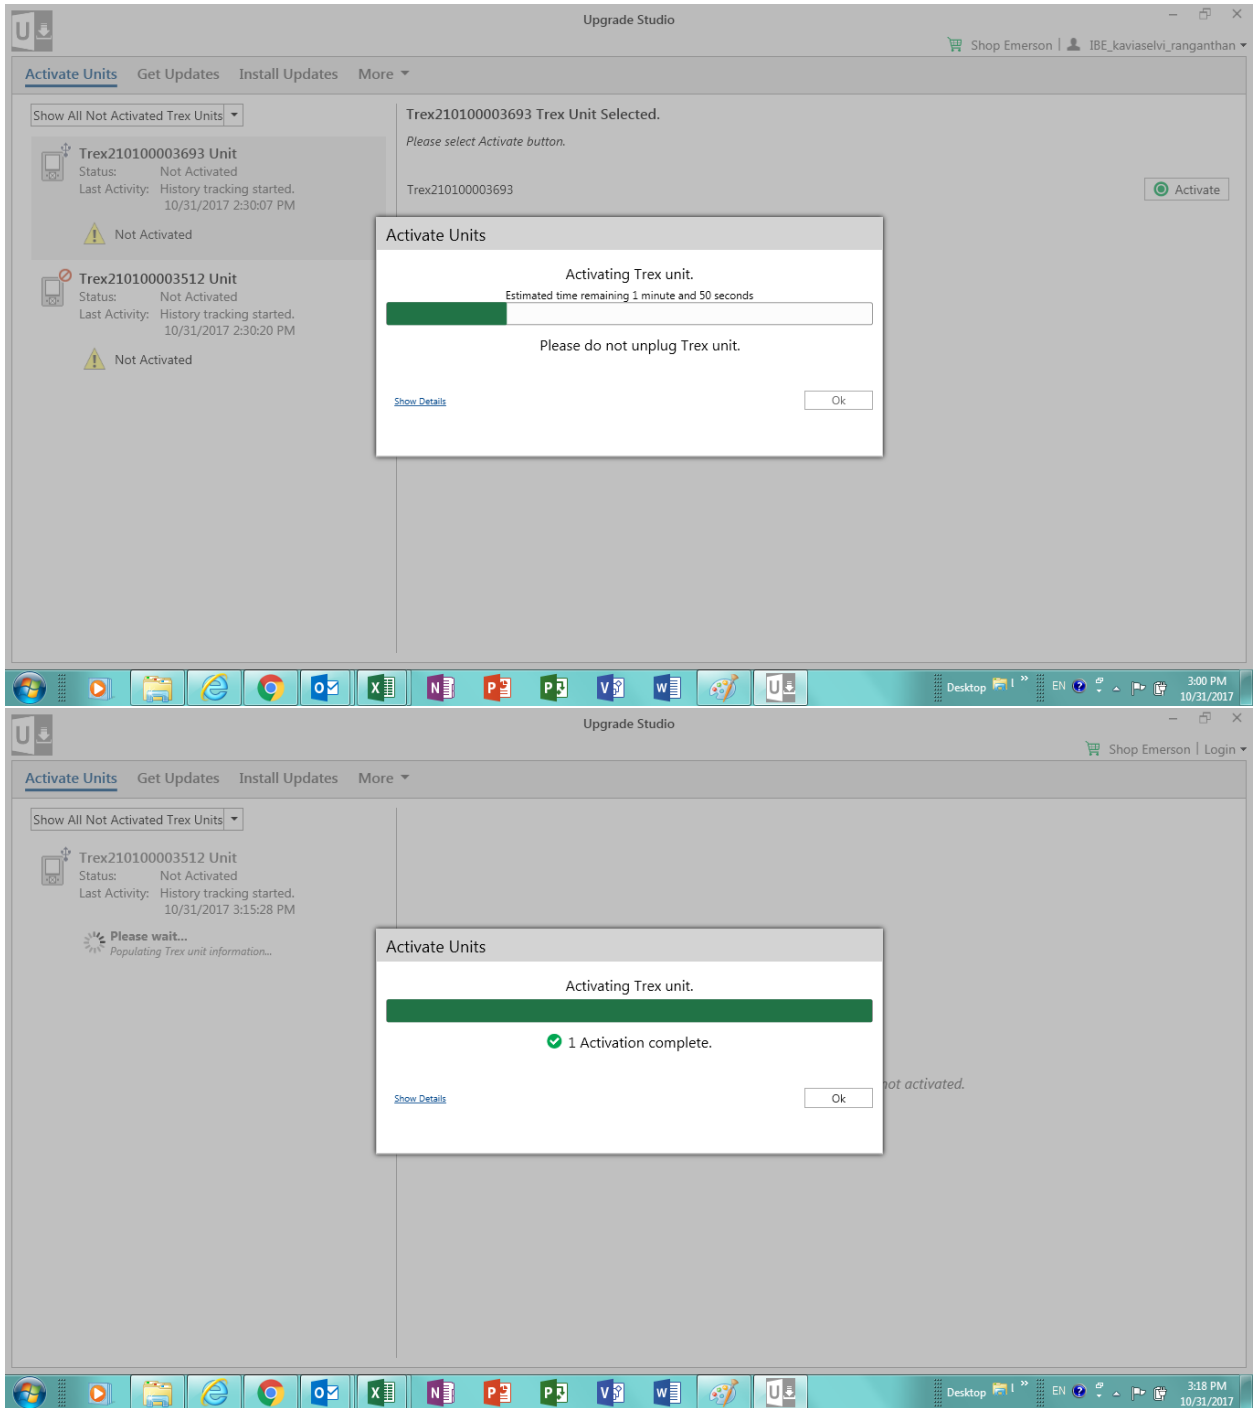 Upgrade Studio
Shop Emerson | IBE_kaviaselvi_ranganthan
Activate Units Get Updates Install Updates More
Show All Not Activated Trex Units
Trex210100003693 Unit
Status: Not Activated
Last Activity: History tracking started.
10/31/2017 2:30:07 PM
Not Activated
Trex210100003512 Unit
Status: Not Activated
Last Activity: History tracking started.
10/31/2017 2:30:20 PM
Not Activated
Trex210100003693 Trex Unit Selected.
Please select Activate button.
Trex210100003693
Activate
Activate Units
Activating Trex unit.
Estimated time remaining 1 minute and 50 seconds
Please do not unplug Trex unit.
Show Details
Ok
Desktop
EN
3:00 PM
10/31/2017
Upgrade Studio
Shop Emerson | Login
Activate Units Get Updates Install Updates More
Show All Not Activated Trex Units
Trex210100003512 Unit
Status: Not Activated
Last Activity: History tracking started.
10/31/2017 3:15:28 PM
Please wait...
Populating Trex unit information...
Activate Units
Activating Trex unit.
1 Activation complete.
not activated.
Show Details
Ok
Desktop
EN
3:18 PM
10/31/2017